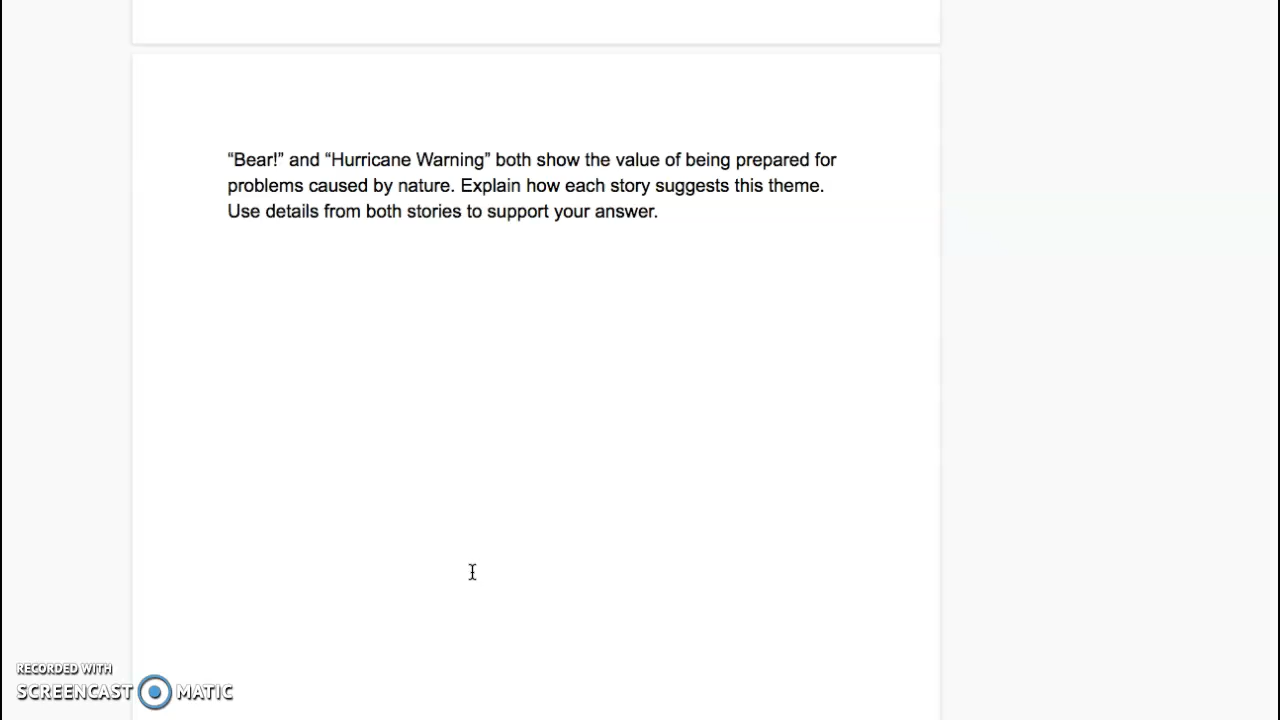 “Bear!” and “Hurricane Warning” both show the value of being prepared for
problems caused by nature. Explain how each story suggests this theme.
Use details from both stories to support your answer.
RECORDED WITH
SCREENCAST MATIC